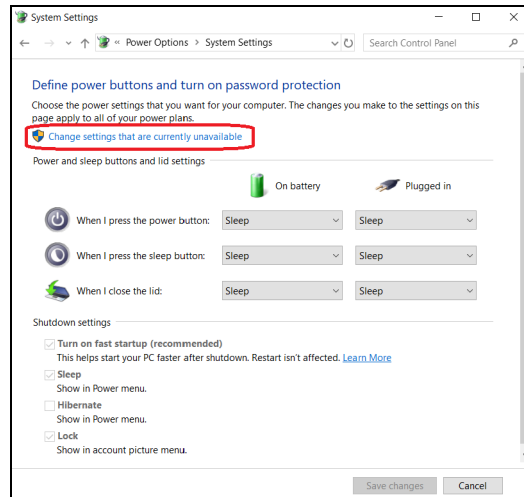 System Settings
« Power Options > System Settings
Search Control Panel
Define power buttons and turn on password protection
Choose the power settings that you want for your computer. The changes you make to the settings on this
page apply to all of your power plans.
Change settings that are currently unavailable
Power and sleep buttons and lid settings
On battery Plugged in
When I press the power button: Sleep Sleep
When I press the sleep button: Sleep Sleep
When I close the lid: Sleep Sleep
Shutdown settings
Turn on fast startup (recommended)
This helps start your PC faster after shutdown. Restart isn't affected. Learn More
Sleep
Show in Power menu.
Hibernate
Show in Power menu.
Lock
Show in account picture menu.
Save changes Cancel